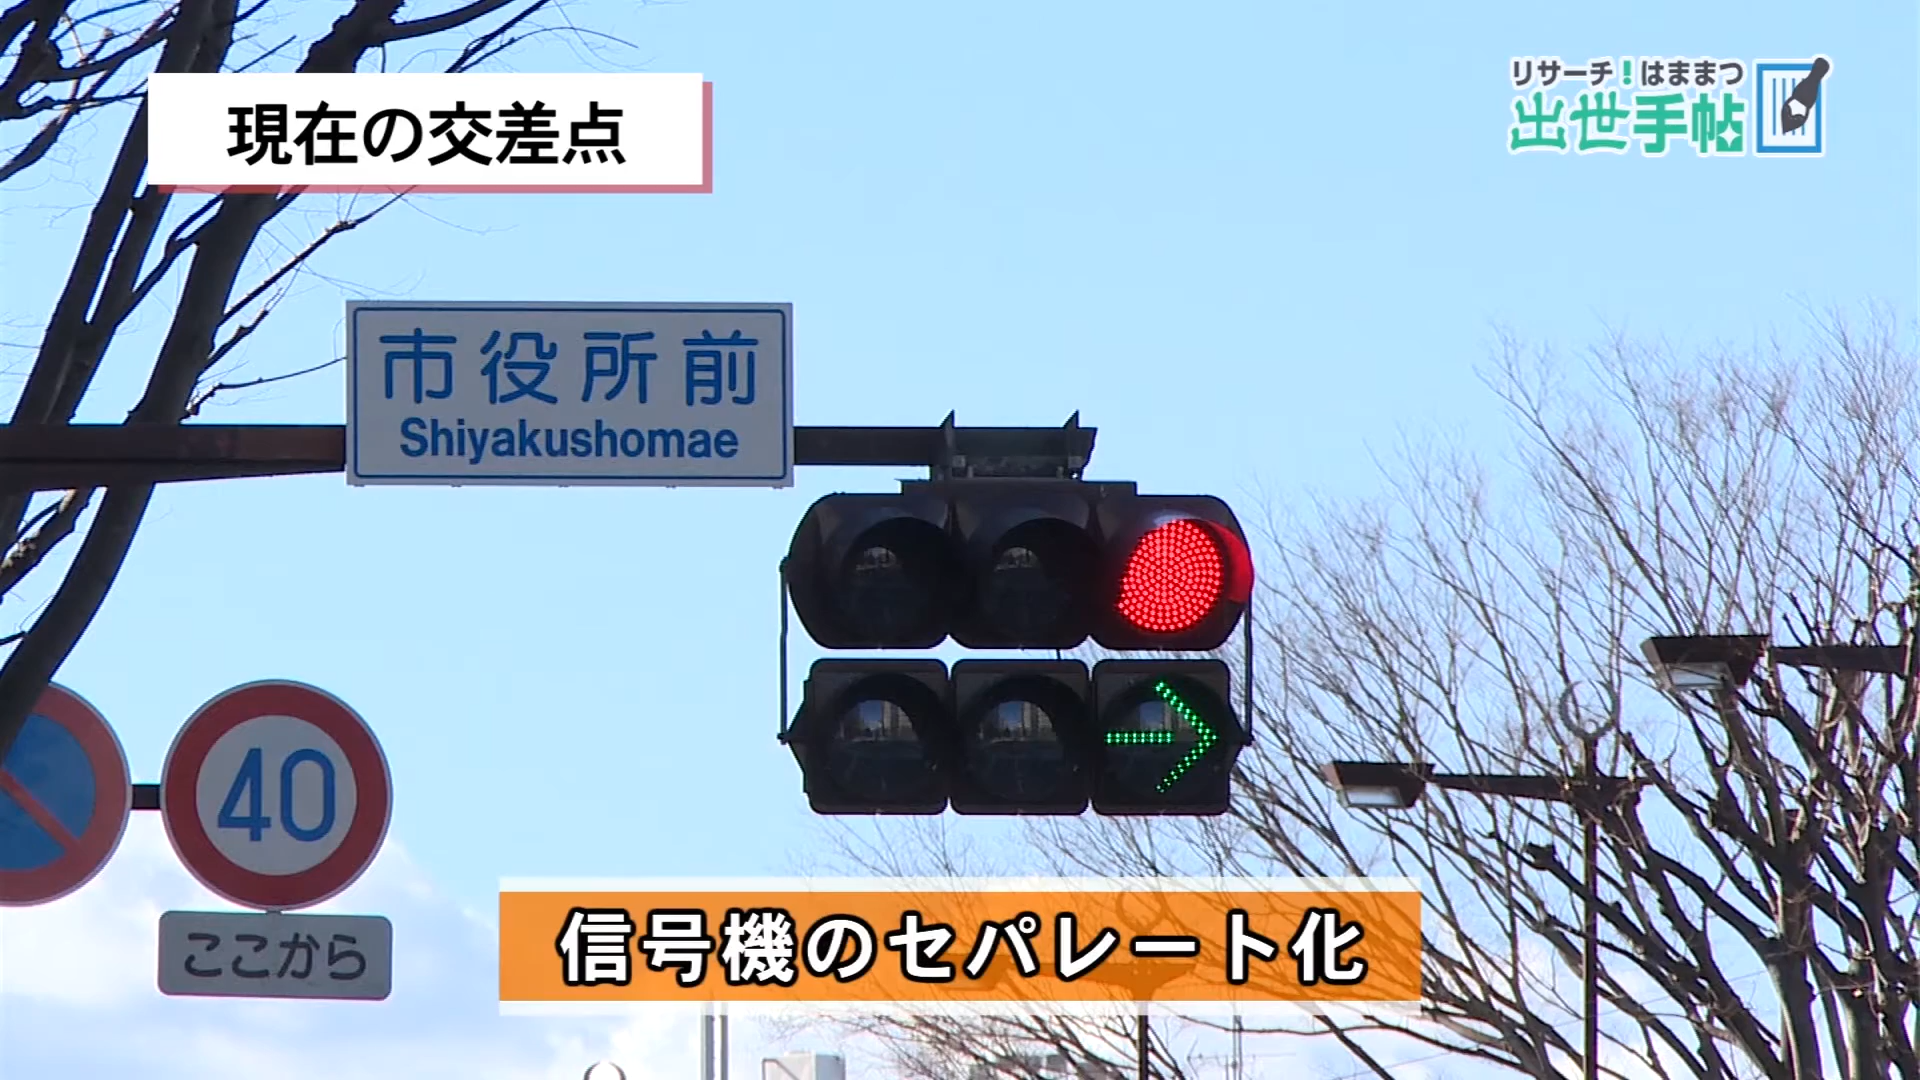 現在の交差点
リサーチ!はままつ
出世手帖
市役所前
Shiyakushomae
40
ここから
信号機のセパレート化